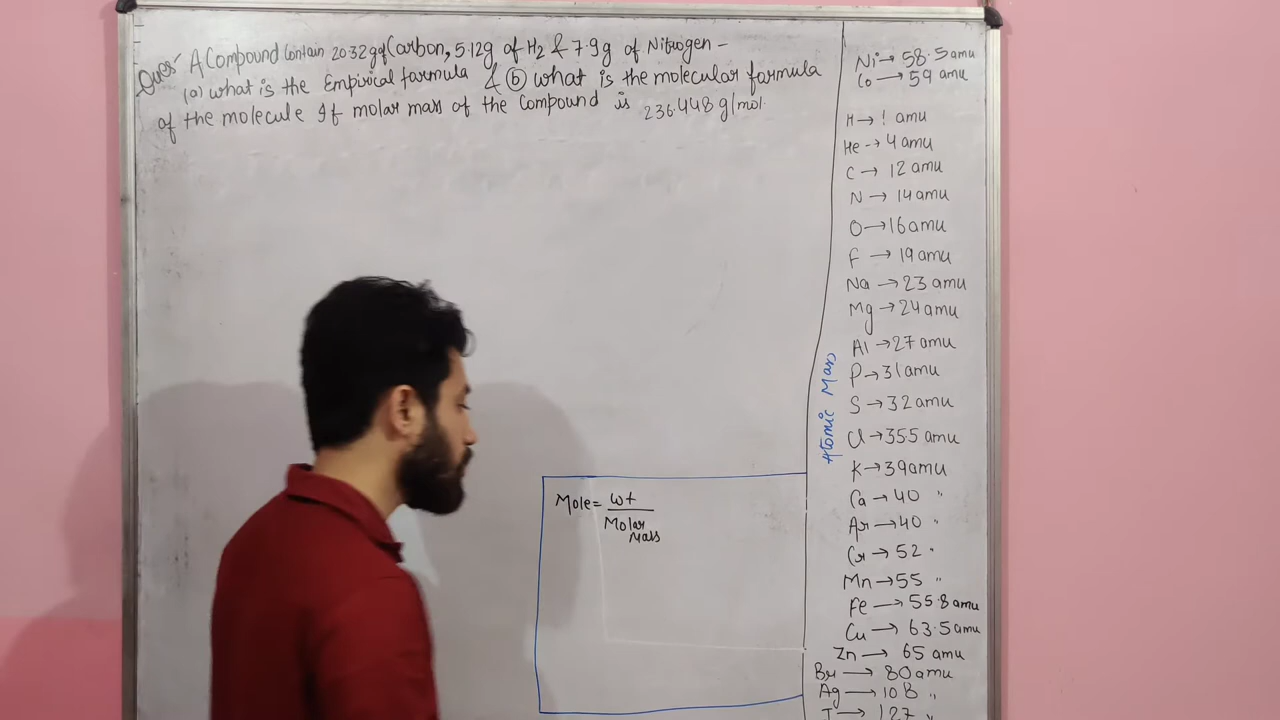 Ques A Compound Contain 20.32g of Carbon, 5.12g of H2 & 7.9g of Nitrogen -
(a) what is the Empirical formula & (b) what is the molecular formula
of the molecule If molar mass of the Compound is 236.448 g/mol.
Mole = wt
Molar
Mass
Atomic Mass
Ni → 58.5 amu
Co → 59 amu
H → 1 amu
He → 4 amu
C → 12 amu
N → 14 amu
O → 16 amu
F → 19 amu
Na → 23 amu
Mg → 24 amu
Al → 27 amu
P → 31 amu
S → 32 amu
Cl → 35.5 amu
K → 39 amu
Ca → 40 "
Ar → 40 "
Cr → 52 "
Mn → 55 "
Fe → 55.8 amu
Cu → 63.5 amu
Zn → 65 amu
Br → 80 amu
Ag → 108 "
I → 127 "